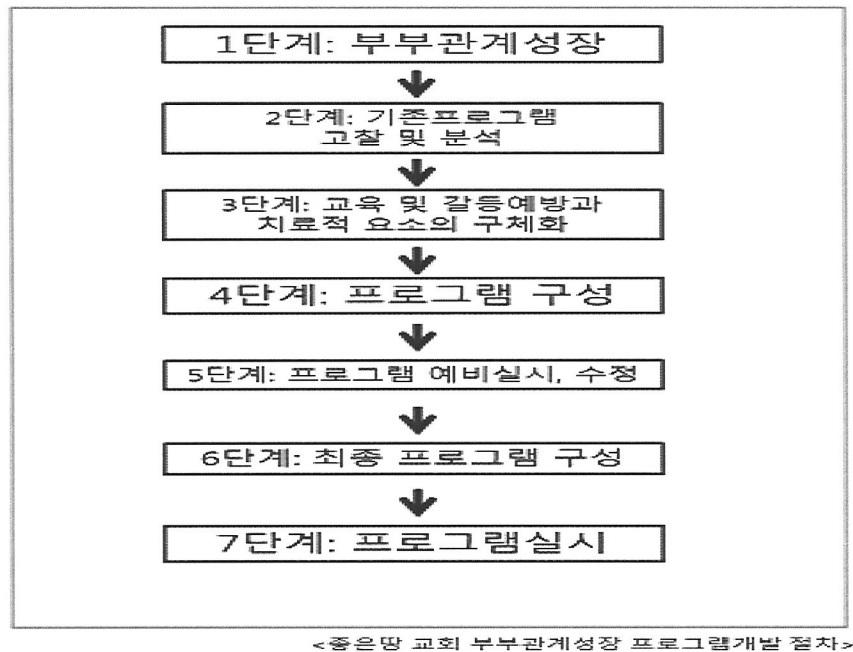 1단계: 부부관계성장
2단계: 기존프로그램
고찰 및 분석
3단계: 교육 및 갈등예방과
치료적 요소의 구체화
4단계: 프로그램 구성
5단계: 프로그램 예비실시, 수정
6단계: 최종 프로그램 구성
7단계: 프로그램실시
<좋은땅 교회 부부관계성장 프로그램개발 절차>